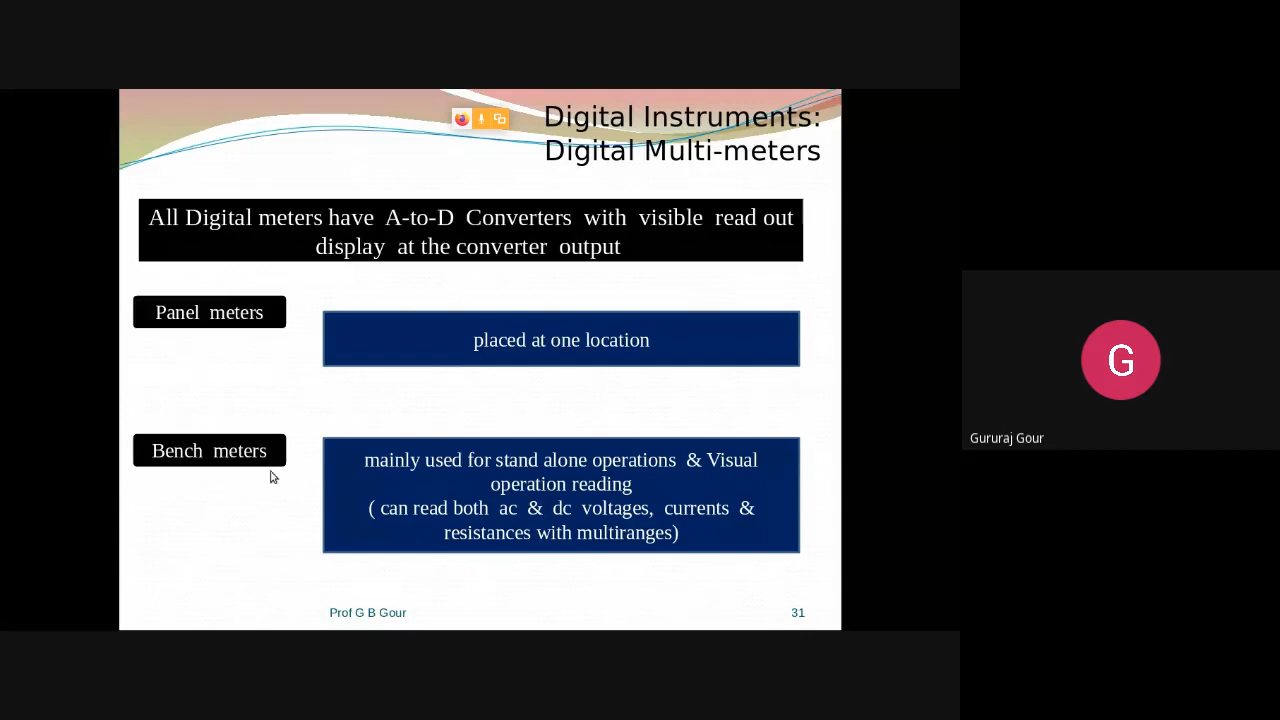 Digital Instruments:
Digital Multi-meters
All Digital meters have A-to-D Converters with visible read out
display at the converter output
Panel meters
placed at one location
Bench meters
mainly used for stand alone operations & Visual
operation reading
( can read both ac & dc voltages, currents &
resistances with multiranges)
Prof G B Gour
31
G
Gururaj Gour